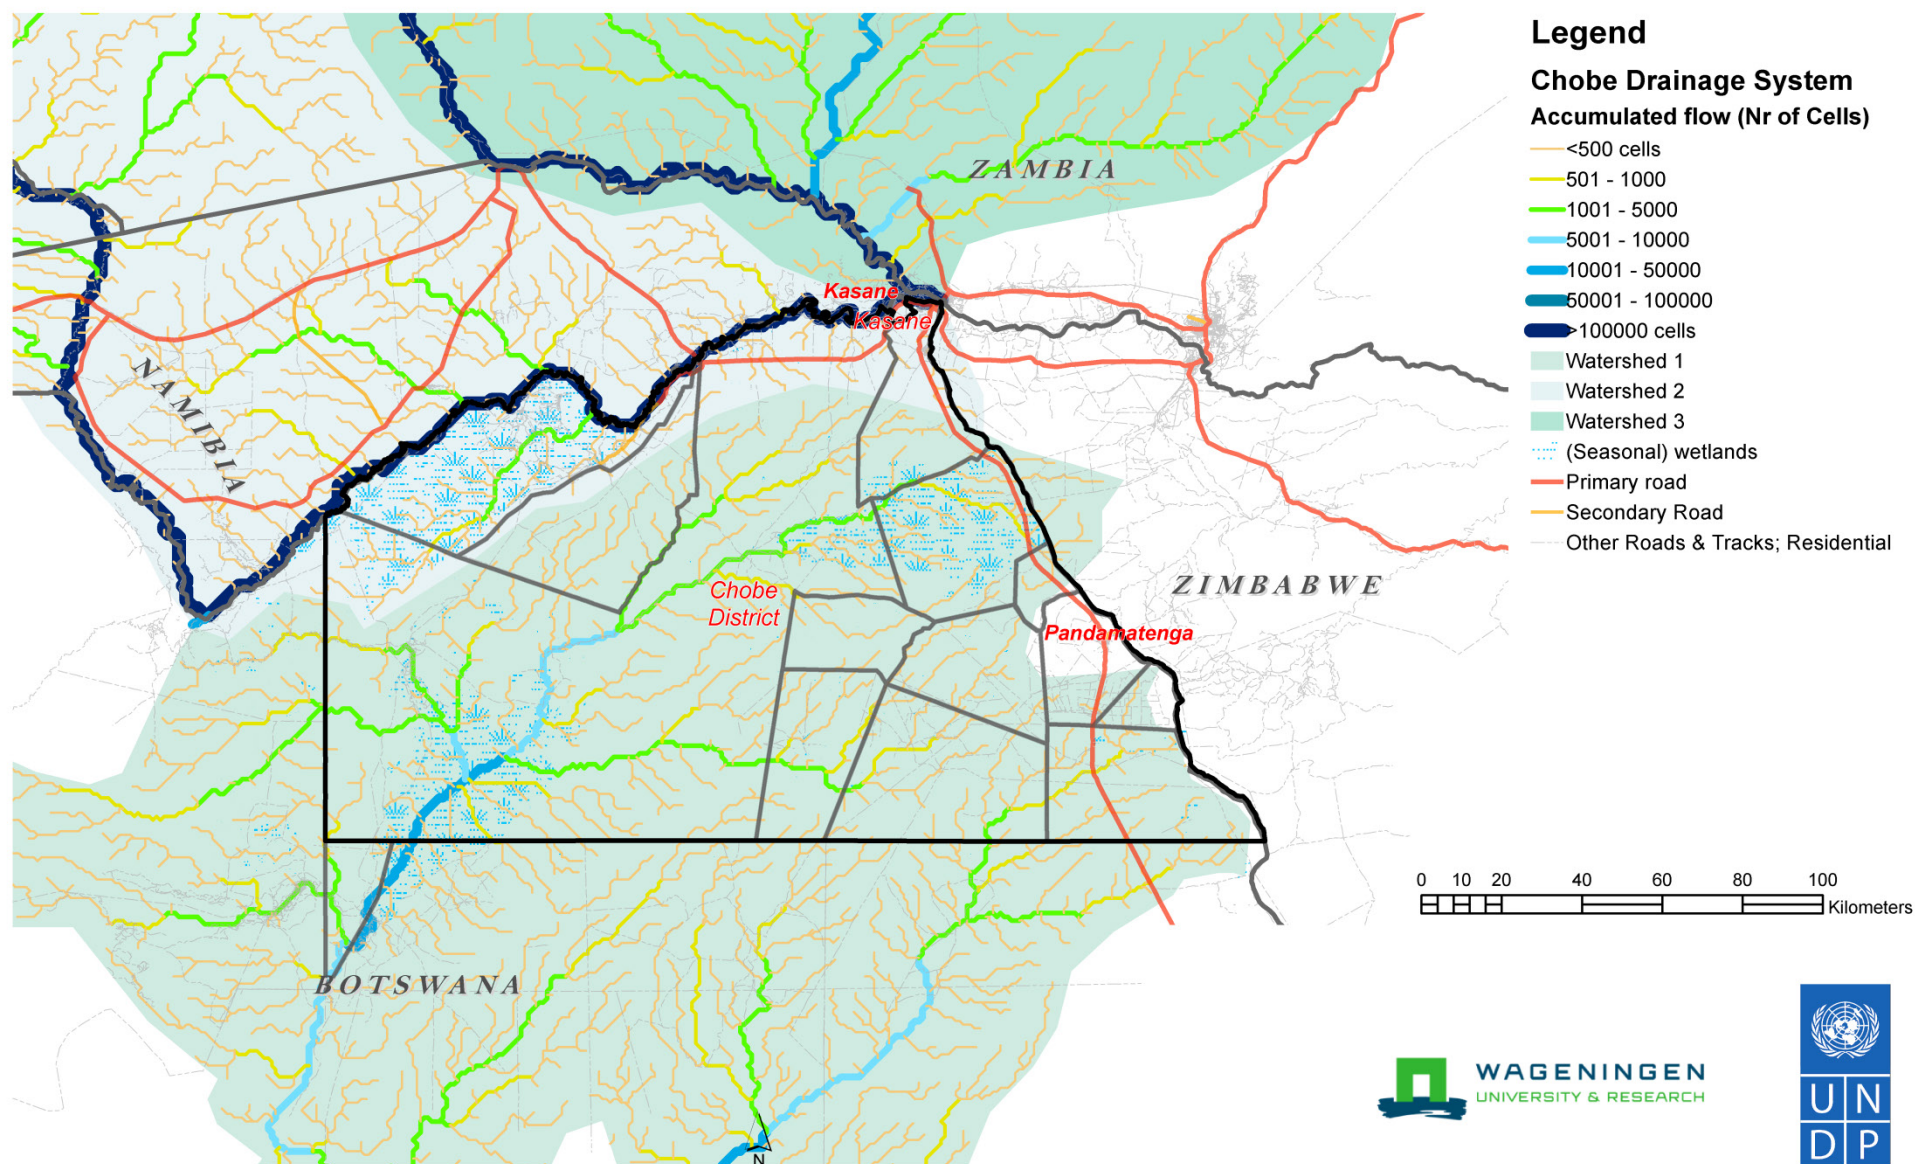 ZAMBIA
Kasane
Kasane
NAMIBIA
Chobe
District
ZIMBABWE
Pandamatenga
BOTSWANA
N
Legend
Chobe Drainage System
Accumulated flow (Nr of Cells)
<500 cells
501 - 1000
1001 - 5000
5001 - 10000
10001 - 50000
50001 - 100000
>100000 cells
Watershed 1
Watershed 2
Watershed 3
(Seasonal) wetlands
Primary road
Secondary Road
Other Roads & Tracks; Residential
0 10 20 40 60 80 100
Kilometers
WAGENINGEN
UNIVERSITY & RESEARCH
U N
D P